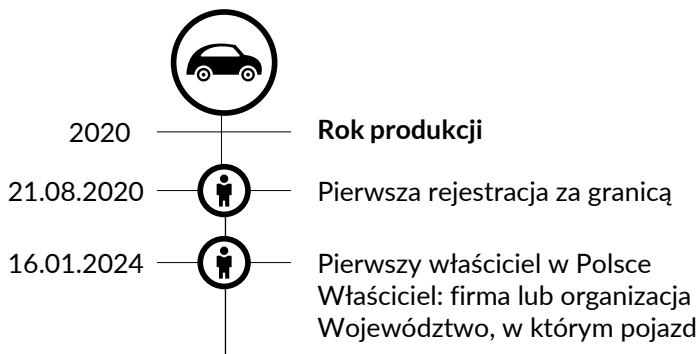 2020 Rok produkcji
21.08.2020 Pierwsza rejestracja za granicą
16.01.2024 Pierwszy właściciel w Polsce
Właściciel: firma lub organizacja
Województwo, w którym pojazd